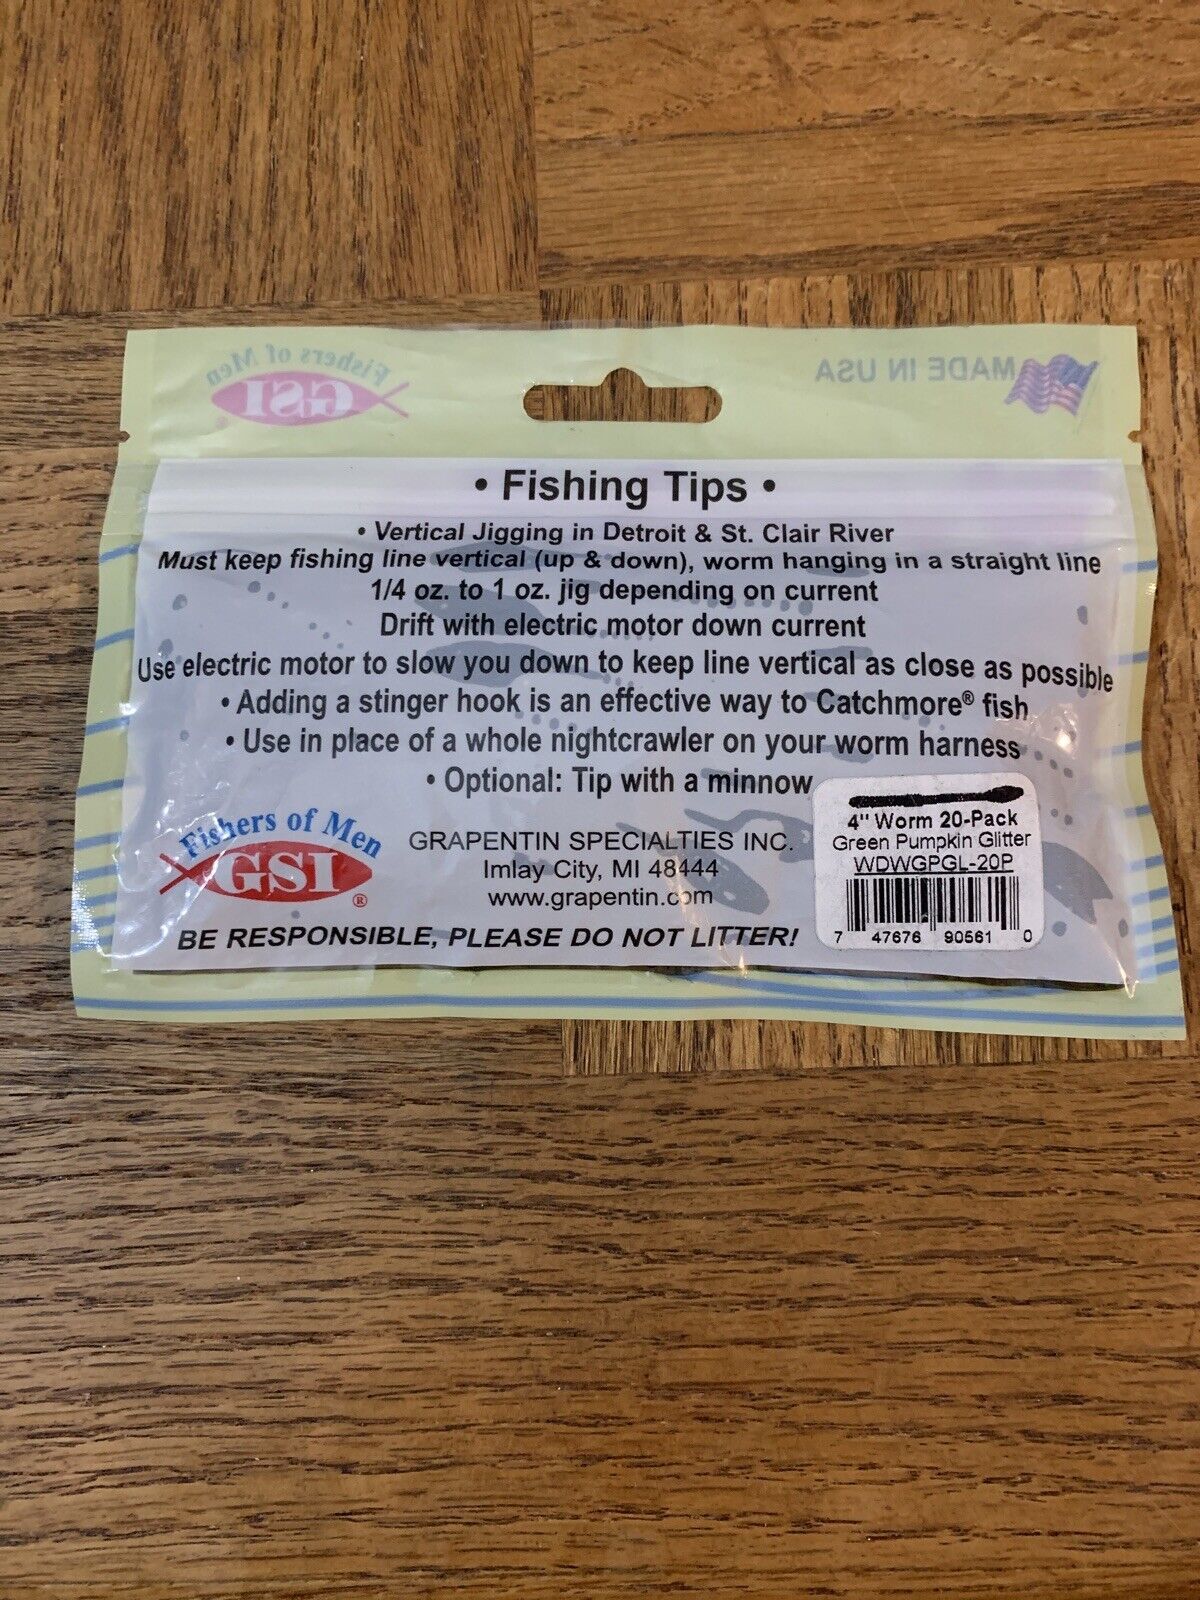 Fishers of Men
GSI
MADE IN USA
• Fishing Tips •
• Vertical Jigging in Detroit & St. Clair River
Must keep fishing line vertical (up & down), worm hanging in a straight line
1/4 oz. to 1 oz. jig depending on current
Drift with electric motor down current
Use electric motor to slow you down to keep line vertical as close as possible
• Adding a stinger hook is an effective way to Catchmore® fish
• Use in place of a whole nightcrawler on your worm harness
• Optional: Tip with a minnow
Fishers of Men
GSI®
GRAPENTIN SPECIALTIES INC.
Imlay City, MI 48444
www.grapentin.com
BE RESPONSIBLE, PLEASE DO NOT LITTER!
4" Worm 20-Pack
Green Pumpkin Glitter
WDWGPGL-20P
7 47676 90561 0